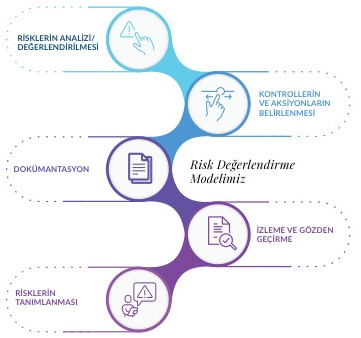 RİSKLERİN ANALİZİ/
DEĞERLENDİRİLMESİ
KONTROLLERİN
VE AKSİYONLARIN
BELİRLENMESİ
DOKÜMANTASYON
Risk Değerlendirme
Modelimiz
İZLEME VE GÖZDEN
GEÇİRME
RİSKLERİN
TANIMLANMASI